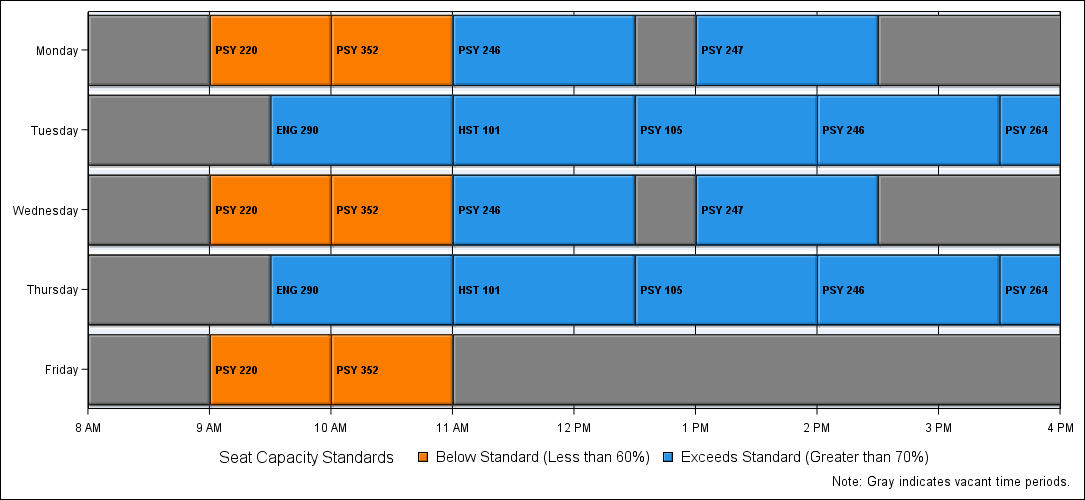 Monday PSY 220 PSY 352 PSY 246 PSY 247
Tuesday ENG 290 HST 101 PSY 105 PSY 246 PSY 264
Wednesday PSY 220 PSY 352 PSY 246 PSY 247
Thursday ENG 290 HST 101 PSY 105 PSY 246 PSY 264
Friday PSY 220 PSY 352
8 AM 9 AM 10 AM 11 AM 12 PM 1 PM 2 PM 3 PM 4 PM
Seat Capacity Standards Below Standard (Less than 60%) Exceeds Standard (Greater than 70%)
Note: Gray indicates vacant time periods.